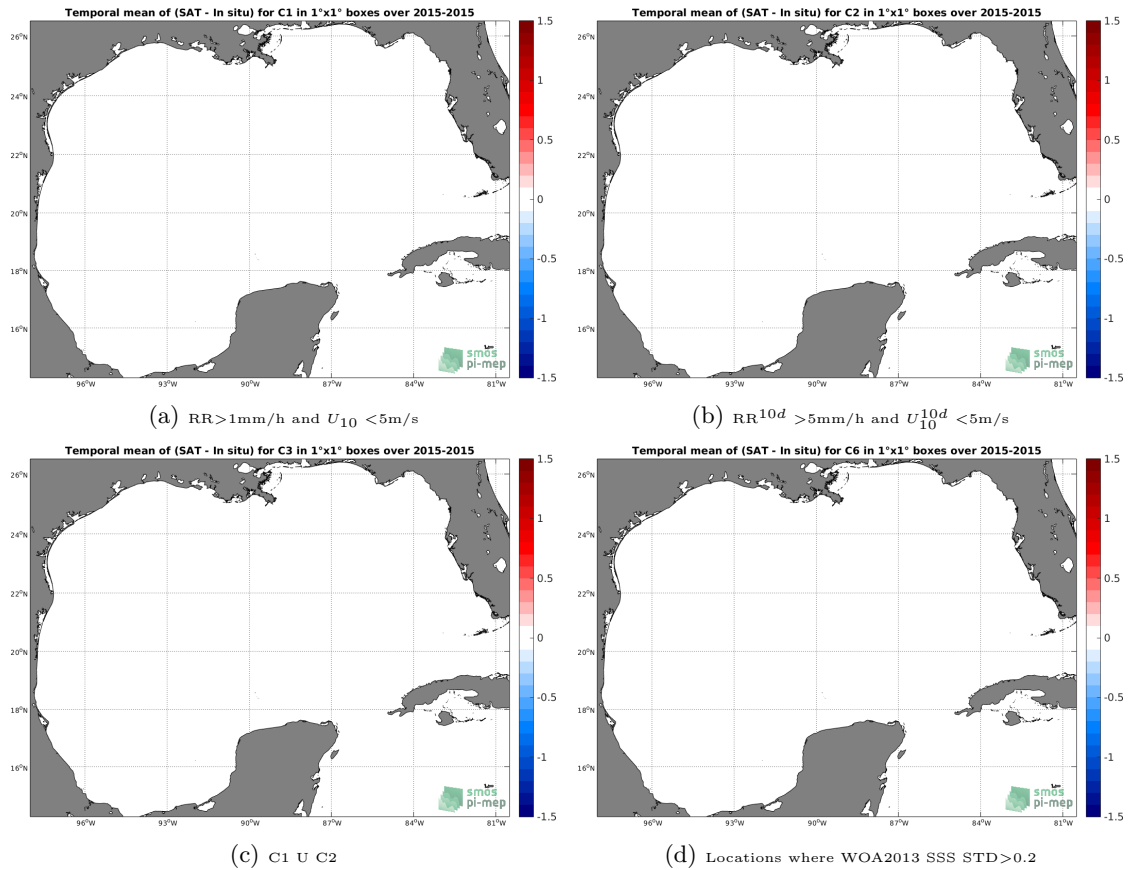 Temporal mean of (SAT - In situ) for C1 in 1°x1° boxes over 2015-2015
26°N
24°N
22°N
20°N
18°N
16°N
96°W 93°W 90°W 87°W 84°W 81°W
1.5
1
0.5
0
-0.5
-1
-1.5
smos
pi-mep
(a) RR>1mm/h and U10 <5m/s
Temporal mean of (SAT - In situ) for C2 in 1°x1° boxes over 2015-2015
26°N
24°N
22°N
20°N
18°N
16°N
96°W 93°W 90°W 87°W 84°W 81°W
1.5
1
0.5
0
-0.5
-1
-1.5
smos
pi-mep
(b) RR^10d >5mm/h and U_10^10d <5m/s
Temporal mean of (SAT - In situ) for C3 in 1°x1° boxes over 2015-2015
26°N
24°N
22°N
20°N
18°N
16°N
96°W 93°W 90°W 87°W 84°W 81°W
1.5
1
0.5
0
-0.5
-1
-1.5
smos
pi-mep
(c) C1 U C2
Temporal mean of (SAT - In situ) for C6 in 1°x1° boxes over 2015-2015
26°N
24°N
22°N
20°N
18°N
16°N
96°W 93°W 90°W 87°W 84°W 81°W
1.5
1
0.5
0
-0.5
-1
-1.5
smos
pi-mep
(d) Locations where WOA2013 SSS STD>0.2